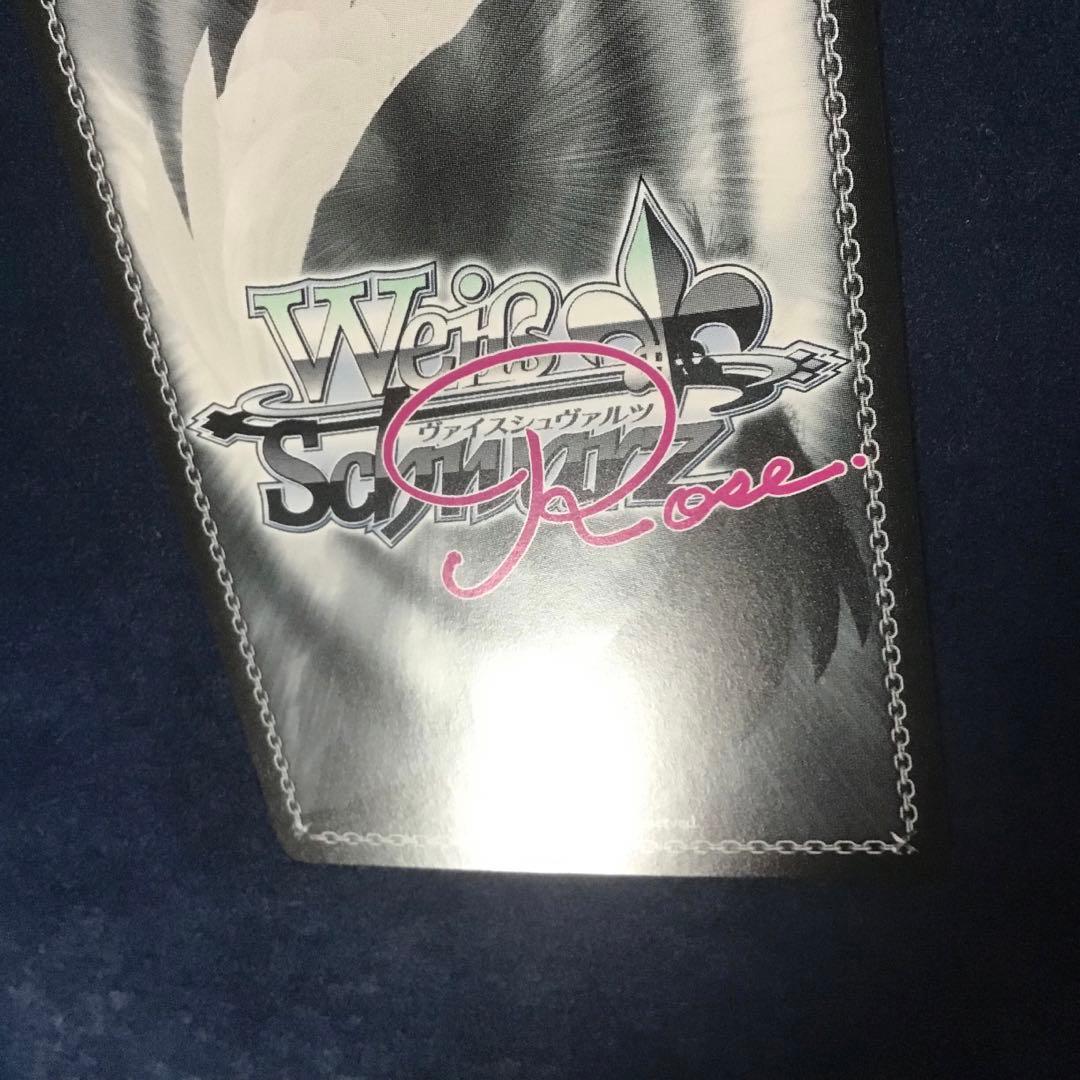 Weiß
ヴァイスシュヴァルツ
Schwarz
Rose.